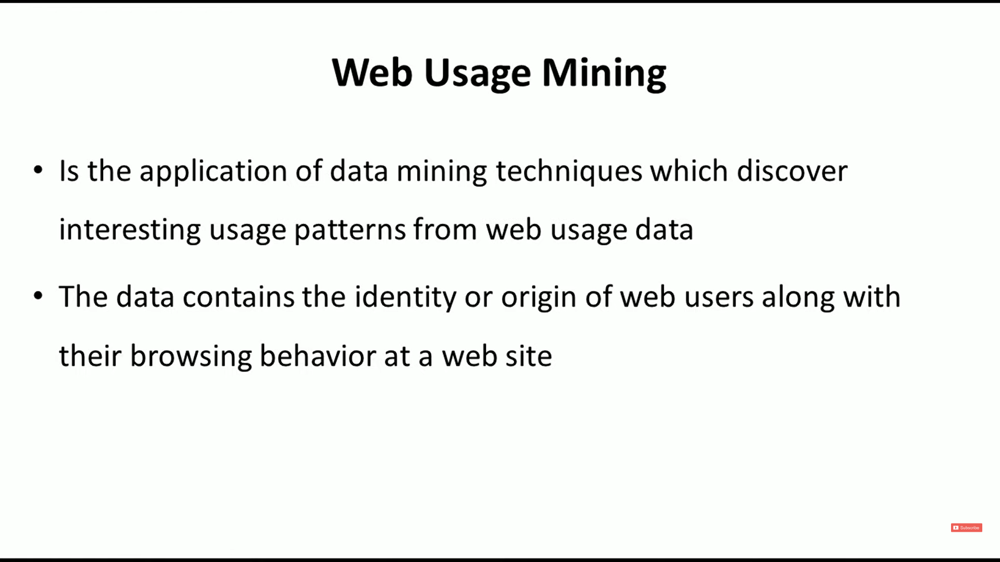 Web Usage Mining
• Is the application of data mining techniques which discover
interesting usage patterns from web usage data
• The data contains the identity or origin of web users along with
their browsing behavior at a web site
Subscribe